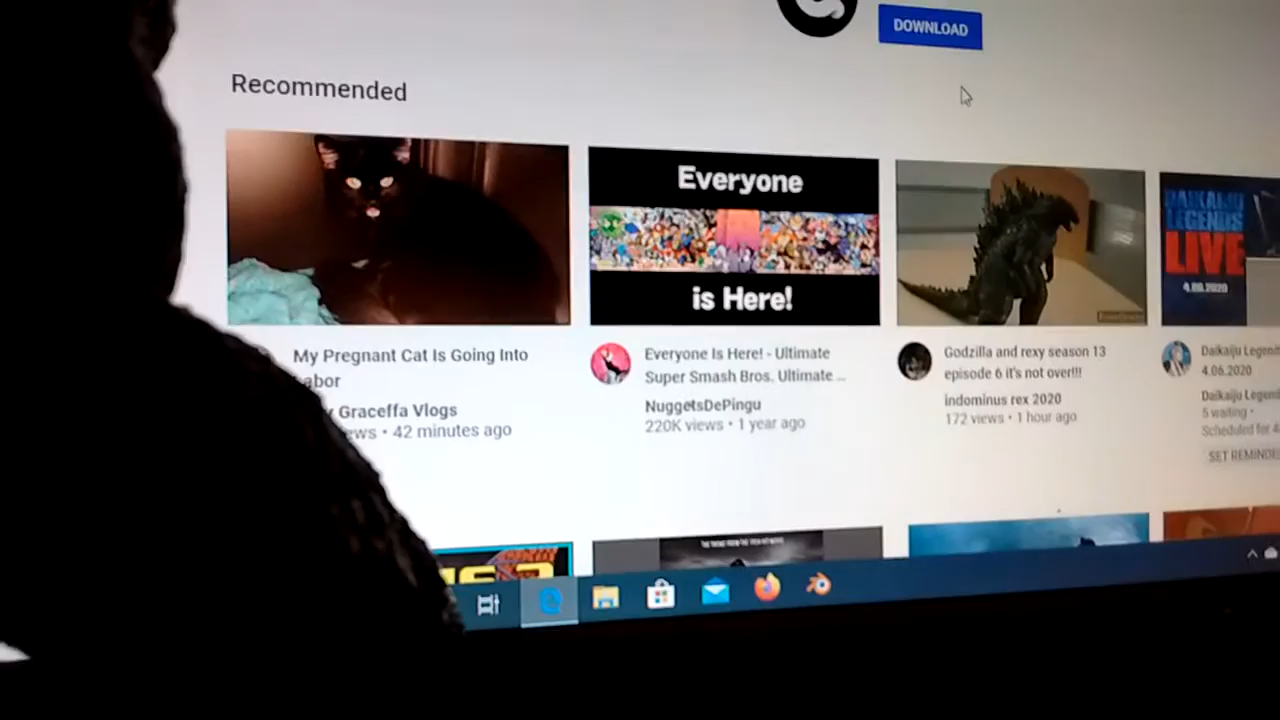 DOWNLOAD
Recommended
Everyone
is Here!
DAIKAIJU
LEGENDS
LIVE
4.06.2020
My Pregnant Cat Is Going Into
abor
Graceffa Vlogs
ews • 42 minutes ago
Everyone Is Here! - Ultimate
Super Smash Bros. Ultimate ...
NuggetsDePingu
220K views • 1 year ago
Godzilla and rexy season 13
episode 6 it's not over!!!
indominus rex 2020
172 views • 1 hour ago
Daikaiju Legend
4.06.2020
Daikaiju Legend
5 waiting •
Scheduled for 4
SET REMINDE